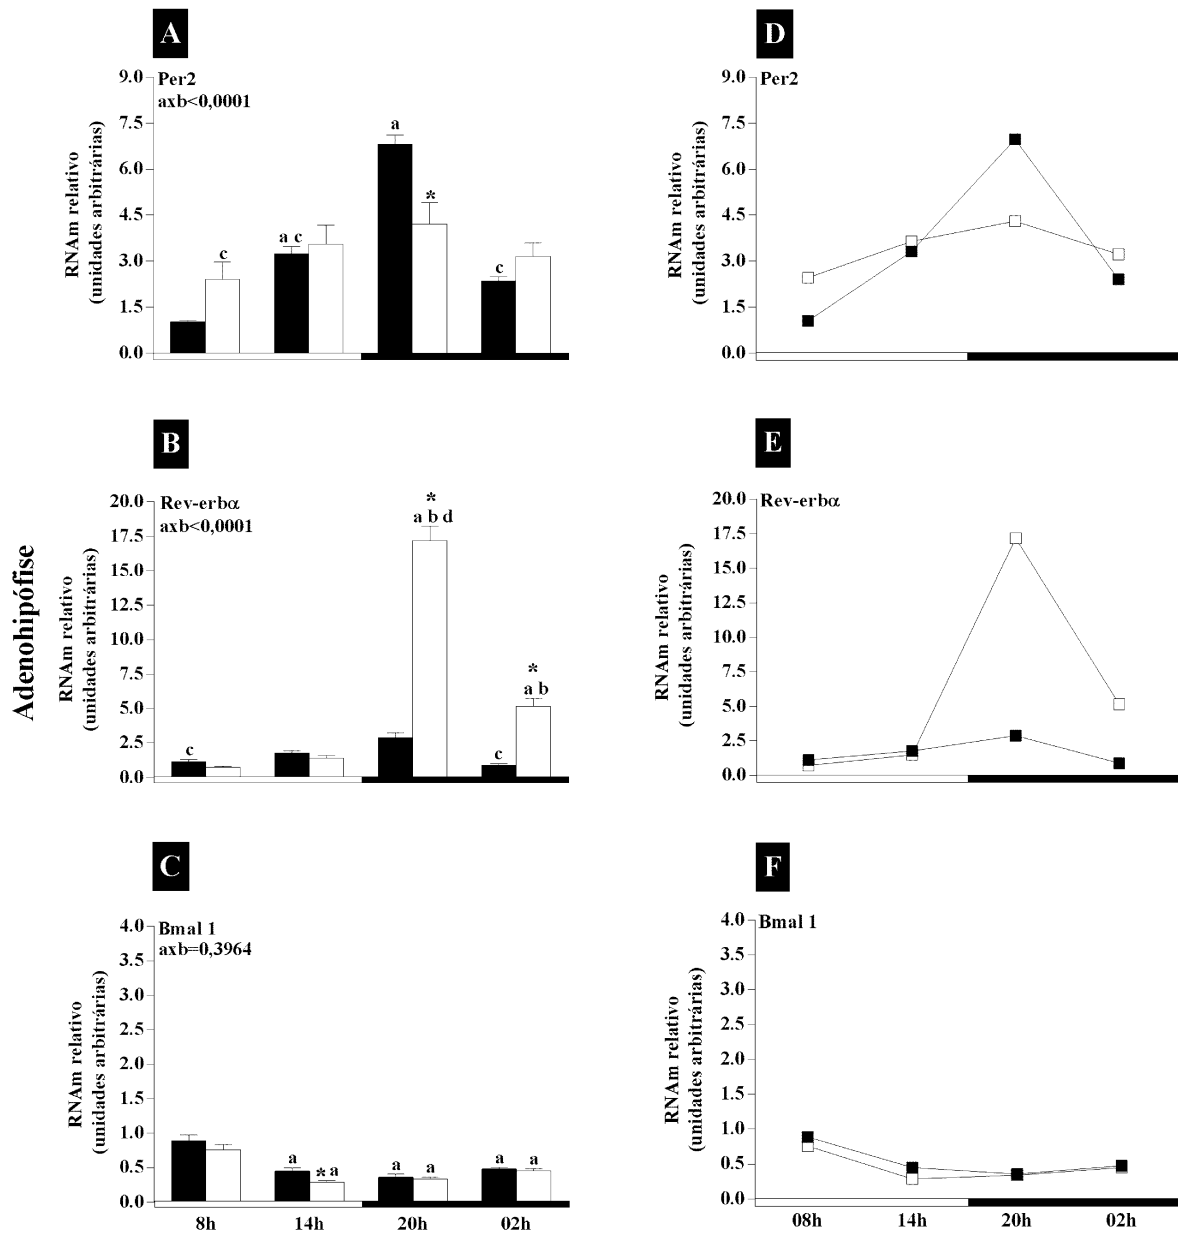 A
Per2
axb<0,0001
RNAm relativo
(unidades arbitrárias)
9.0
7.5
6.0
4.5
3.0
1.5
0.0
c
a c
a
*
c
D
Per2
RNAm relativo
(unidades arbitrárias)
9.0
7.5
6.0
4.5
3.0
1.5
0.0
Adenohipófise
B
Rev-erbα
axb<0,0001
RNAm relativo
(unidades arbitrárias)
20.0
17.5
15.0
12.5
10.0
7.5
5.0
2.5
0.0
c
*
a b d
c
*
a b
E
Rev-erbα
RNAm relativo
(unidades arbitrárias)
20.0
17.5
15.0
12.5
10.0
7.5
5.0
2.5
0.0
C
Bmal 1
axb=0,3964
RNAm relativo
(unidades arbitrárias)
4.0
3.5
3.0
2.5
2.0
1.5
1.0
0.5
0.0
a
* a
a
a
a
a
8h 14h 20h 02h
F
Bmal 1
RNAm relativo
(unidades arbitrárias)
4.0
3.5
3.0
2.5
2.0
1.5
1.0
0.5
0.0
08h 14h 20h 02h